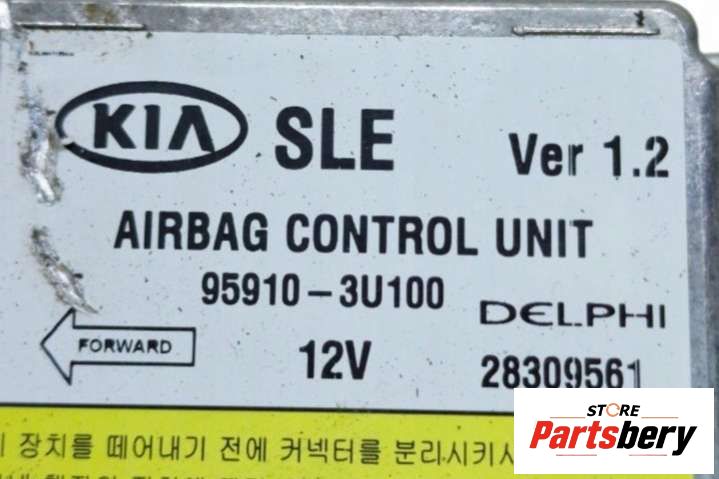 KIA SLE Ver 1.2
AIRBAG CONTROL UNIT
95910-3U100 DELPHI
FORWARD 12V 28309561
장치를 떼어내기 전에 커넥터를 분리시키시
STORE
Partsbery